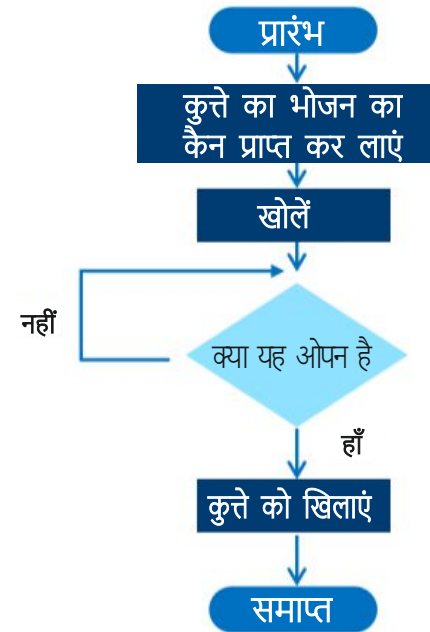 प्रारंभ
कुत्ते का भोजन का
कैन प्राप्त कर लाएं
खोलें
नहीं
क्या यह ओपन है
हाँ
कुत्ते को खिलाएं
समाप्त